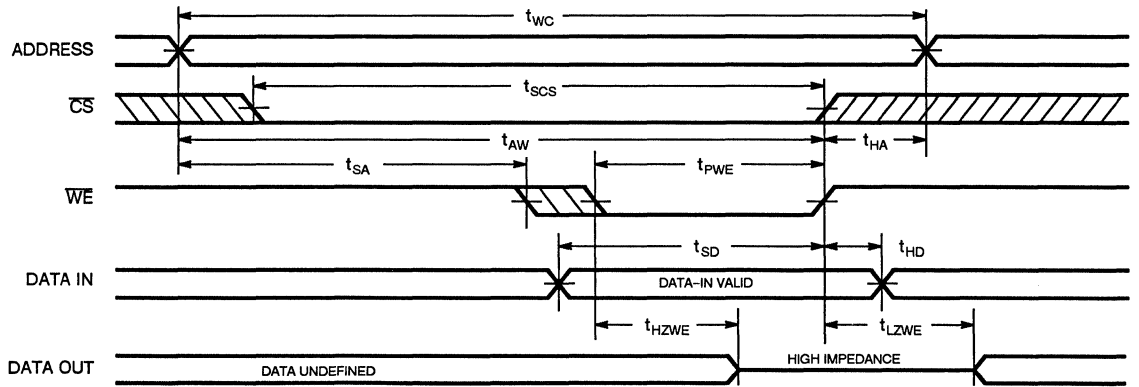 tWC
ADDRESS
tSCS
CS
tAW
tHA
tSA
tPWE
WE
tSD
tHD
DATA IN
DATA–IN VALID
tHZWE
tLZWE
DATA OUT
DATA UNDEFINED
HIGH IMPEDANCE